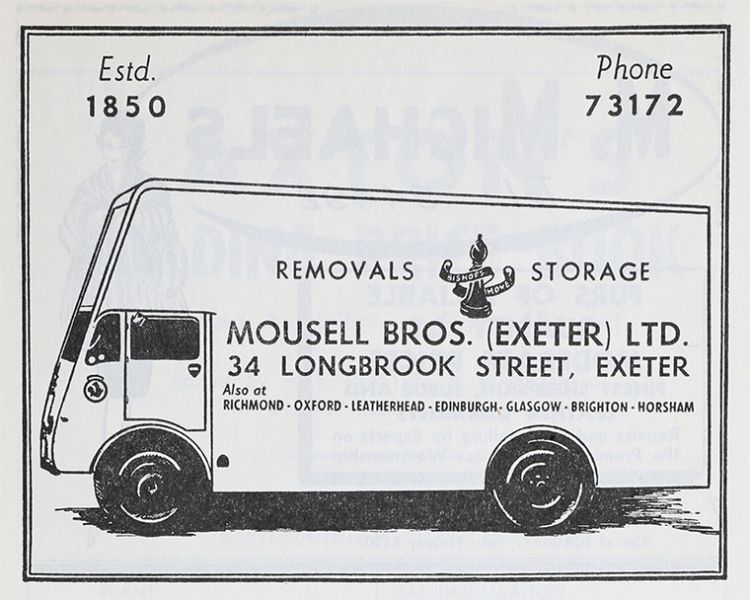 Estd.
1850
Phone
73172
REMOVALS
BISHOPS
MOVE
STORAGE
MOUSELL BROS. (EXETER) LTD.
34 LONGBROOK STREET, EXETER
Also at
RICHMOND - OXFORD - LEATHERHEAD - EDINBURGH - GLASGOW - BRIGHTON - HORSHAM